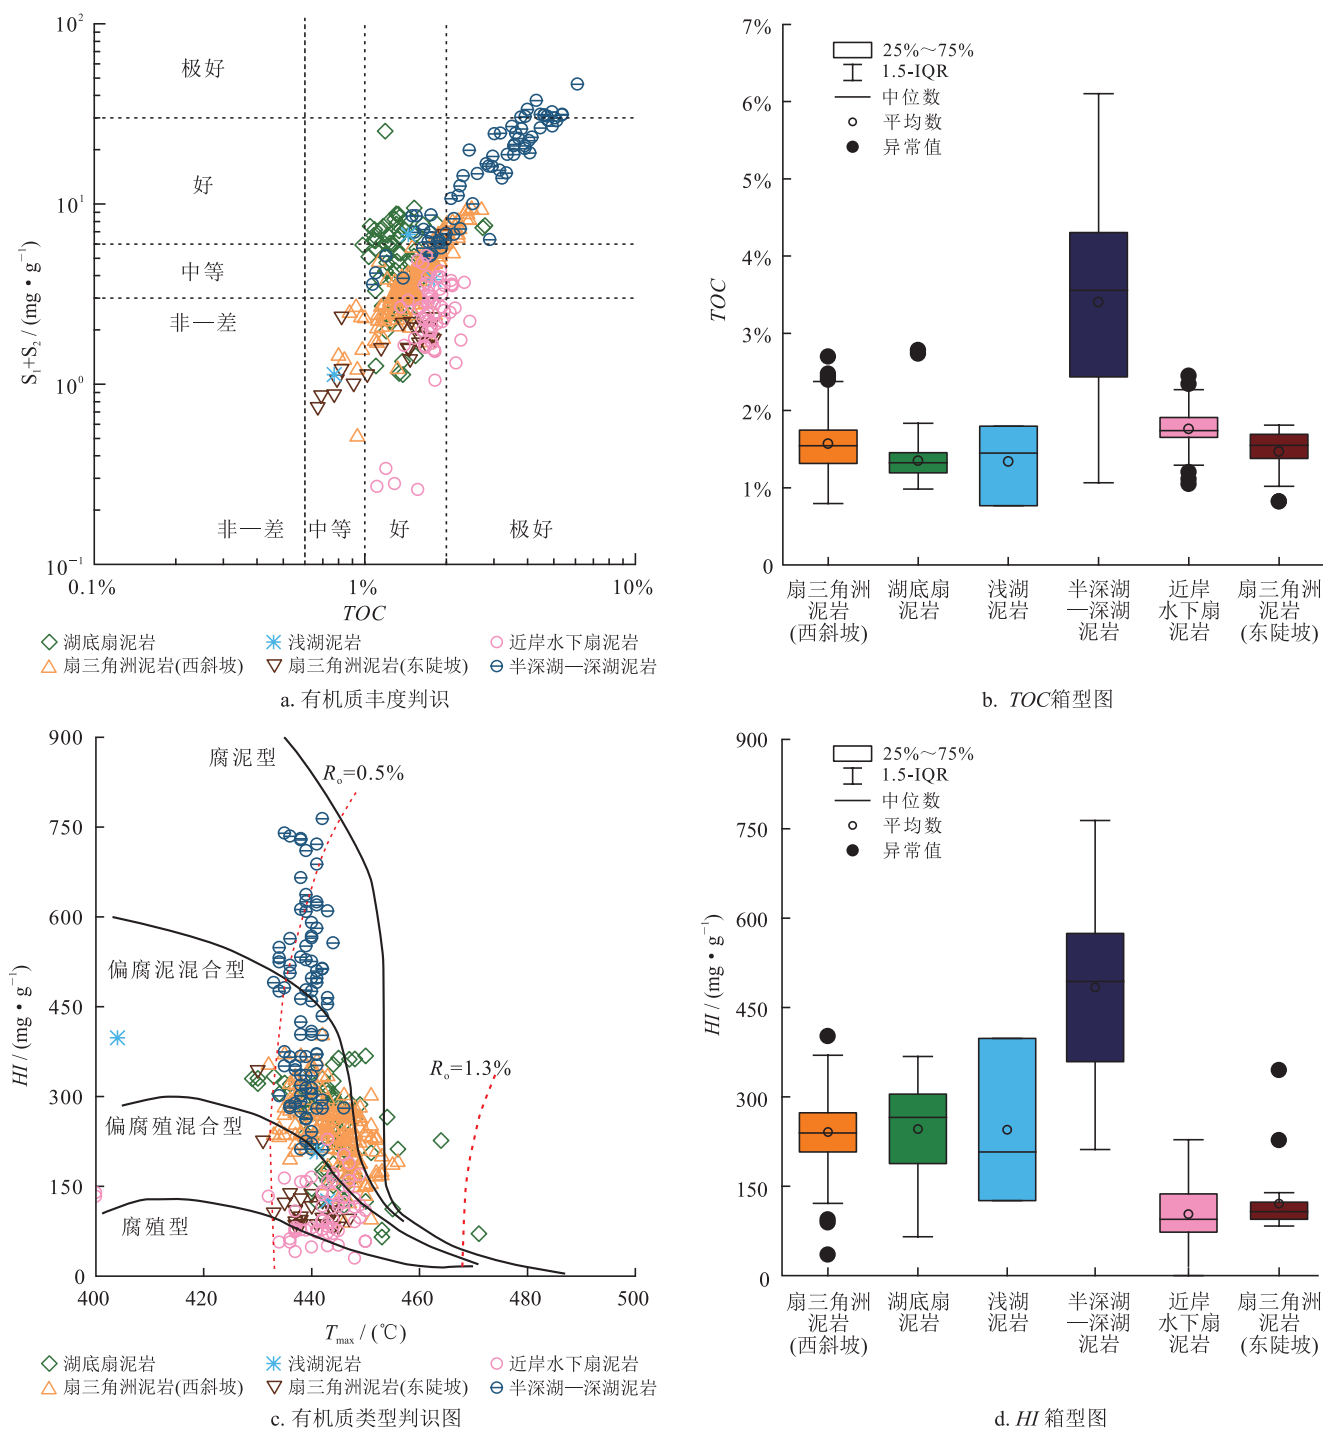 10²
10¹
10⁰
10⁻¹
S₁+S₂ / (mg·g⁻¹)
极好
好
中等
非—差
非—差 中等 好 极好
0.1% 1% 10%
TOC
湖底扇泥岩 浅湖泥岩 近岸水下扇泥岩
扇三角洲泥岩(西斜坡) 扇三角洲泥岩(东陡坡) 半深湖—深湖泥岩
a. 有机质丰度判识
7%
6%
5%
4%
3%
2%
1%
0
TOC
25%～75%
1.5-IQR
中位数
平均数
异常值
扇三角洲
泥岩
(西斜坡)
湖底扇
泥岩
浅湖
泥岩
半深湖
—深湖
泥岩
近岸
水下扇
泥岩
扇三角洲
泥岩
(东陡坡)
b. TOC箱型图
900
750
600
450
300
150
0
HI / (mg·g⁻¹)
腐泥型
Rₒ=0.5%
偏腐泥混合型
Rₒ=1.3%
偏腐殖混合型
腐殖型
400 420 440 460 480 500
Tmax / (℃)
湖底扇泥岩 浅湖泥岩 近岸水下扇泥岩
扇三角洲泥岩(西斜坡) 扇三角洲泥岩(东陡坡) 半深湖—深湖泥岩
c. 有机质类型判识图
900
750
600
450
300
150
0
HI / (mg·g⁻¹)
25%～75%
1.5-IQR
中位数
平均数
异常值
扇三角洲
泥岩
(西斜坡)
湖底扇
泥岩
浅湖
泥岩
半深湖
—深湖
泥岩
近岸
水下扇
泥岩
扇三角洲
泥岩
(东陡坡)
d. HI 箱型图